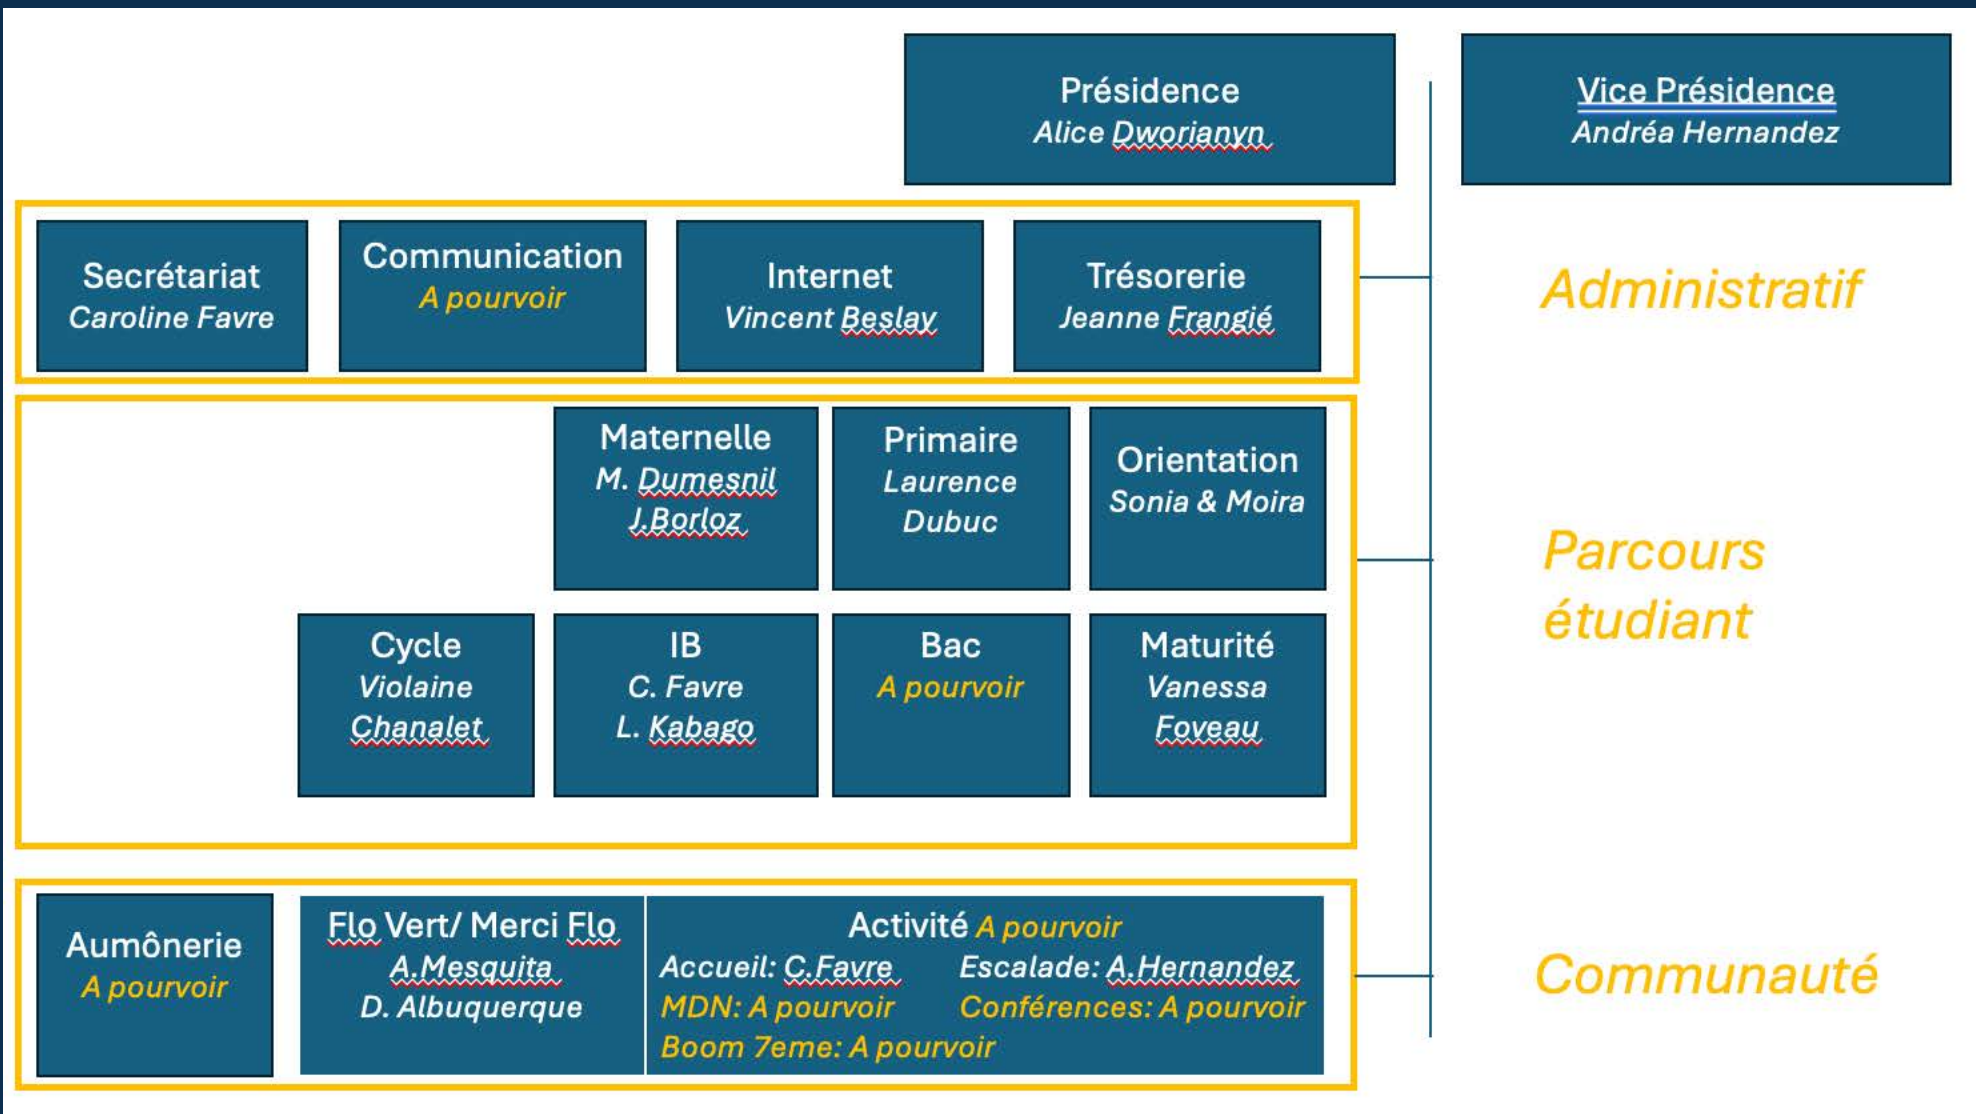 Présidence
Alice Dworianyn
Vice Présidence
Andréa Hernandez
Secrétariat
Caroline Favre
Communication
A pourvoir
Internet
Vincent Beslay
Trésorerie
Jeanne Frangié
Administratif
Maternelle
M. Dumesnil
J.Borloz
Primaire
Laurence
Dubuc
Orientation
Sonia & Moira
Cycle
Violaine
Chanalet
IB
C. Favre
L. Kabago
Bac
A pourvoir
Maturité
Vanessa
Foveau
Parcours
étudiant
Aumônerie
A pourvoir
Flo Vert/ Merci Flo
A.Mesquita
D. Albuquerque
Activité A pourvoir
Accueil: C.Favre Escalade: A.Hernandez
MDN: A pourvoir Conférences: A pourvoir
Boom 7eme: A pourvoir
Communauté